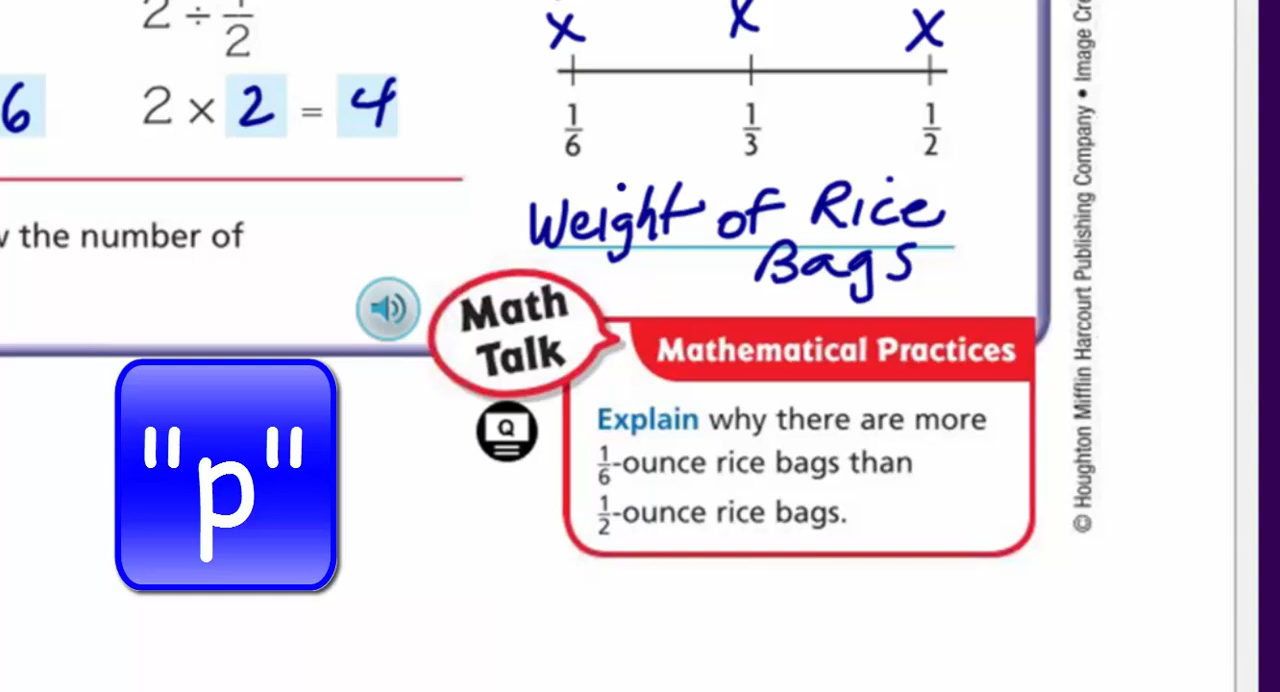 2 ÷ 1/2
6
2 × 2 = 4
x x x
1/6 1/3 1/2
Weight of Rice
Bags
the number of
Math
Talk
Mathematical Practices
Q
Explain why there are more
1/6-ounce rice bags than
1/2-ounce rice bags.
"p"
© Houghton Mifflin Harcourt Publishing Company • Image